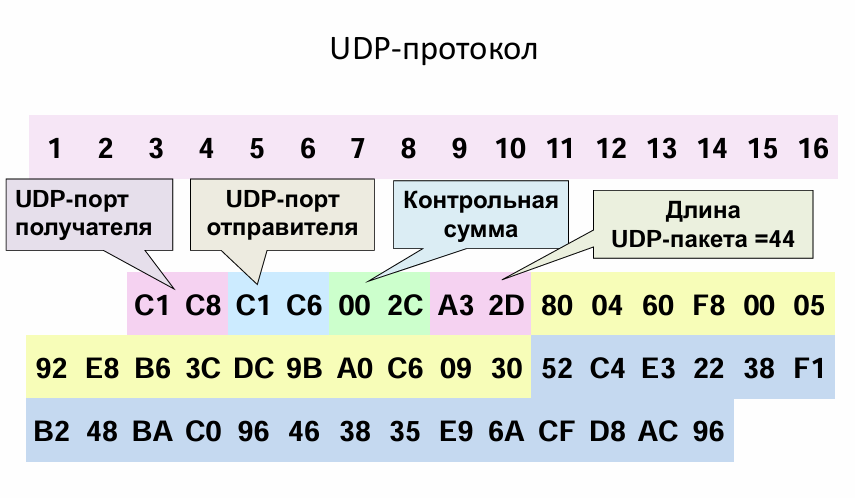 UDP-протокол
1 2 3 4 5 6 7 8 9 10 11 12 13 14 15 16
UDP-порт
получателя
UDP-порт
отправителя
Контрольная
сумма
Длина
UDP-пакета =44
C1 C8 C1 C6 00 2C A3 2D 80 04 60 F8 00 05
92 E8 B6 3C DC 9B A0 C6 09 30 52 C4 E3 22 38 F1
B2 48 BA C0 96 46 38 35 E9 6A CF D8 AC 96